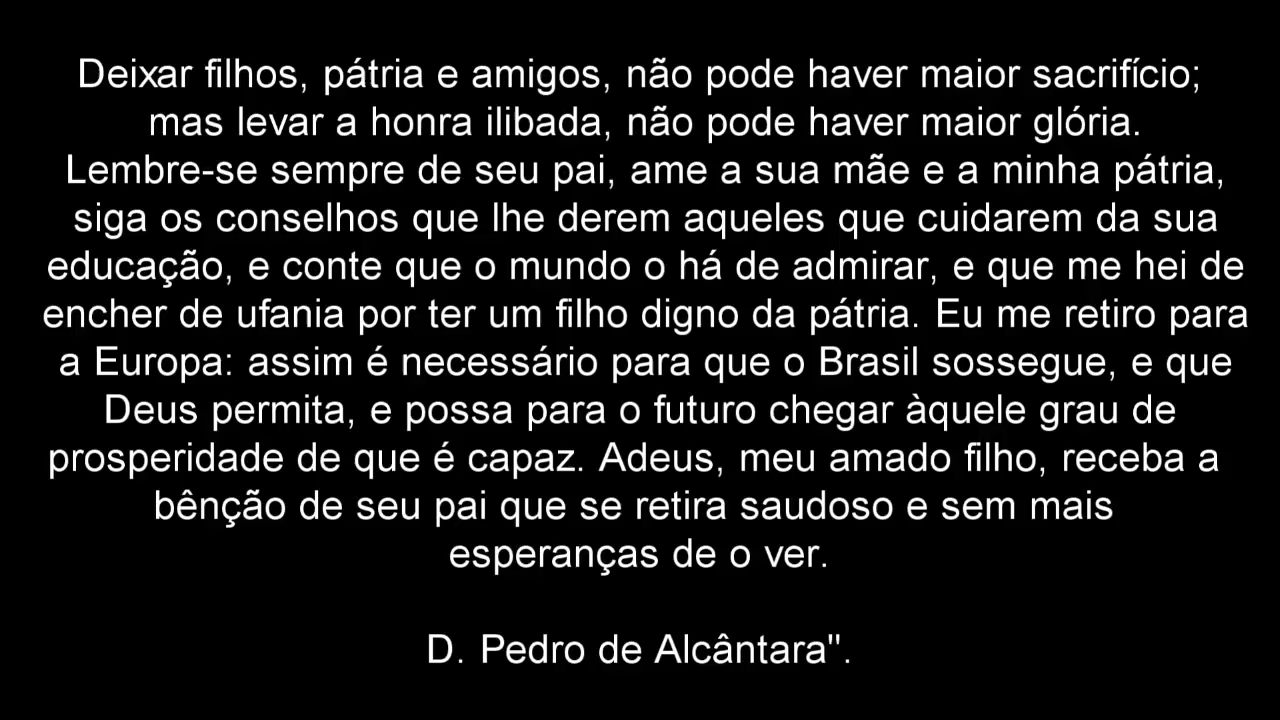 Deixar filhos, pátria e amigos, não pode haver maior sacrifício;
mas levar a honra ilibada, não pode haver maior glória.
Lembre-se sempre de seu pai, ame a sua mãe e a minha pátria,
siga os conselhos que lhe derem aqueles que cuidarem da sua
educação, e conte que o mundo o há de admirar, e que me hei de
encher de ufania por ter um filho digno da pátria. Eu me retiro para
a Europa: assim é necessário para que o Brasil sossegue, e que
Deus permita, e possa para o futuro chegar àquele grau de
prosperidade de que é capaz. Adeus, meu amado filho, receba a
bênção de seu pai que se retira saudoso e sem mais
esperanças de o ver.
D. Pedro de Alcântara".